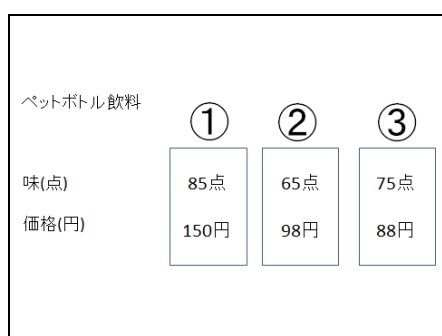 ペットボトル飲料 ① ② ③
味(点) 85点 65点 75点
価格(円) 150円 98円 88円